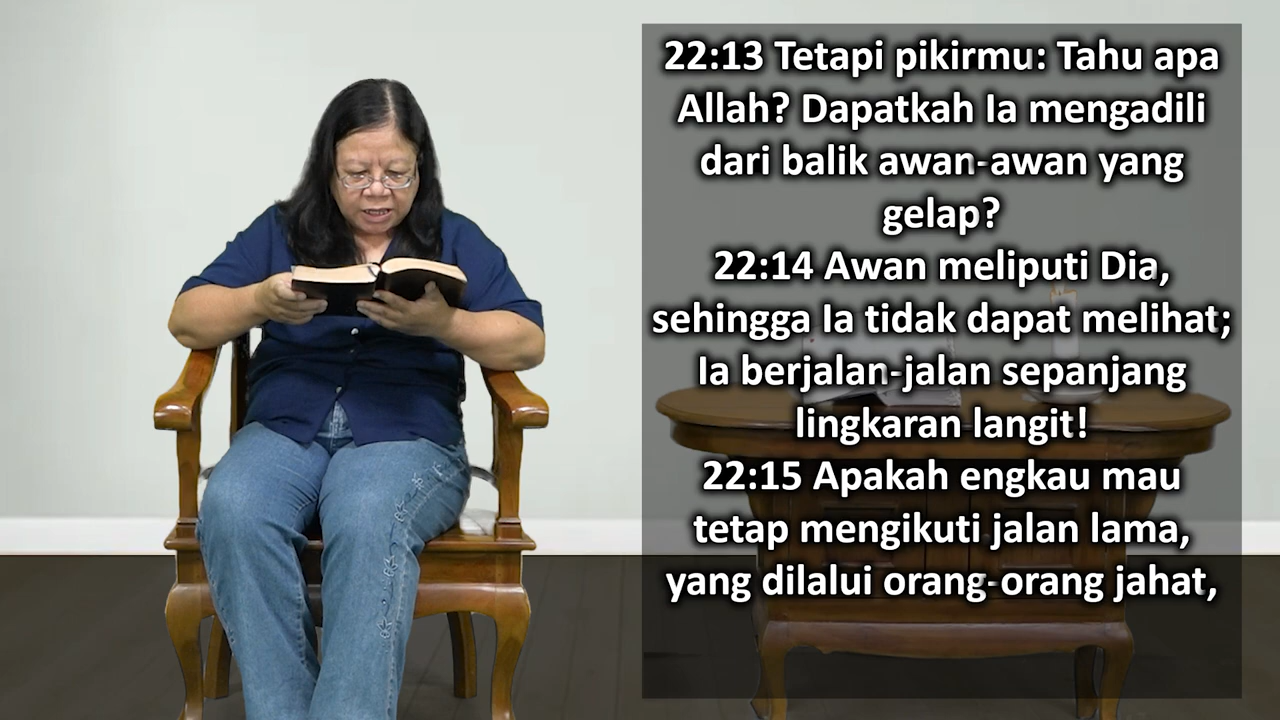 22:13 Tetapi pikirmu: Tahu apa
Allah? Dapatkah Ia mengadili
dari balik awan-awan yang
gelap?
22:14 Awan meliputi Dia,
sehingga Ia tidak dapat melihat;
Ia berjalan-jalan sepanjang
lingkaran langit!
22:15 Apakah engkau mau
tetap mengikuti jalan lama,
yang dilalui orang-orang jahat,